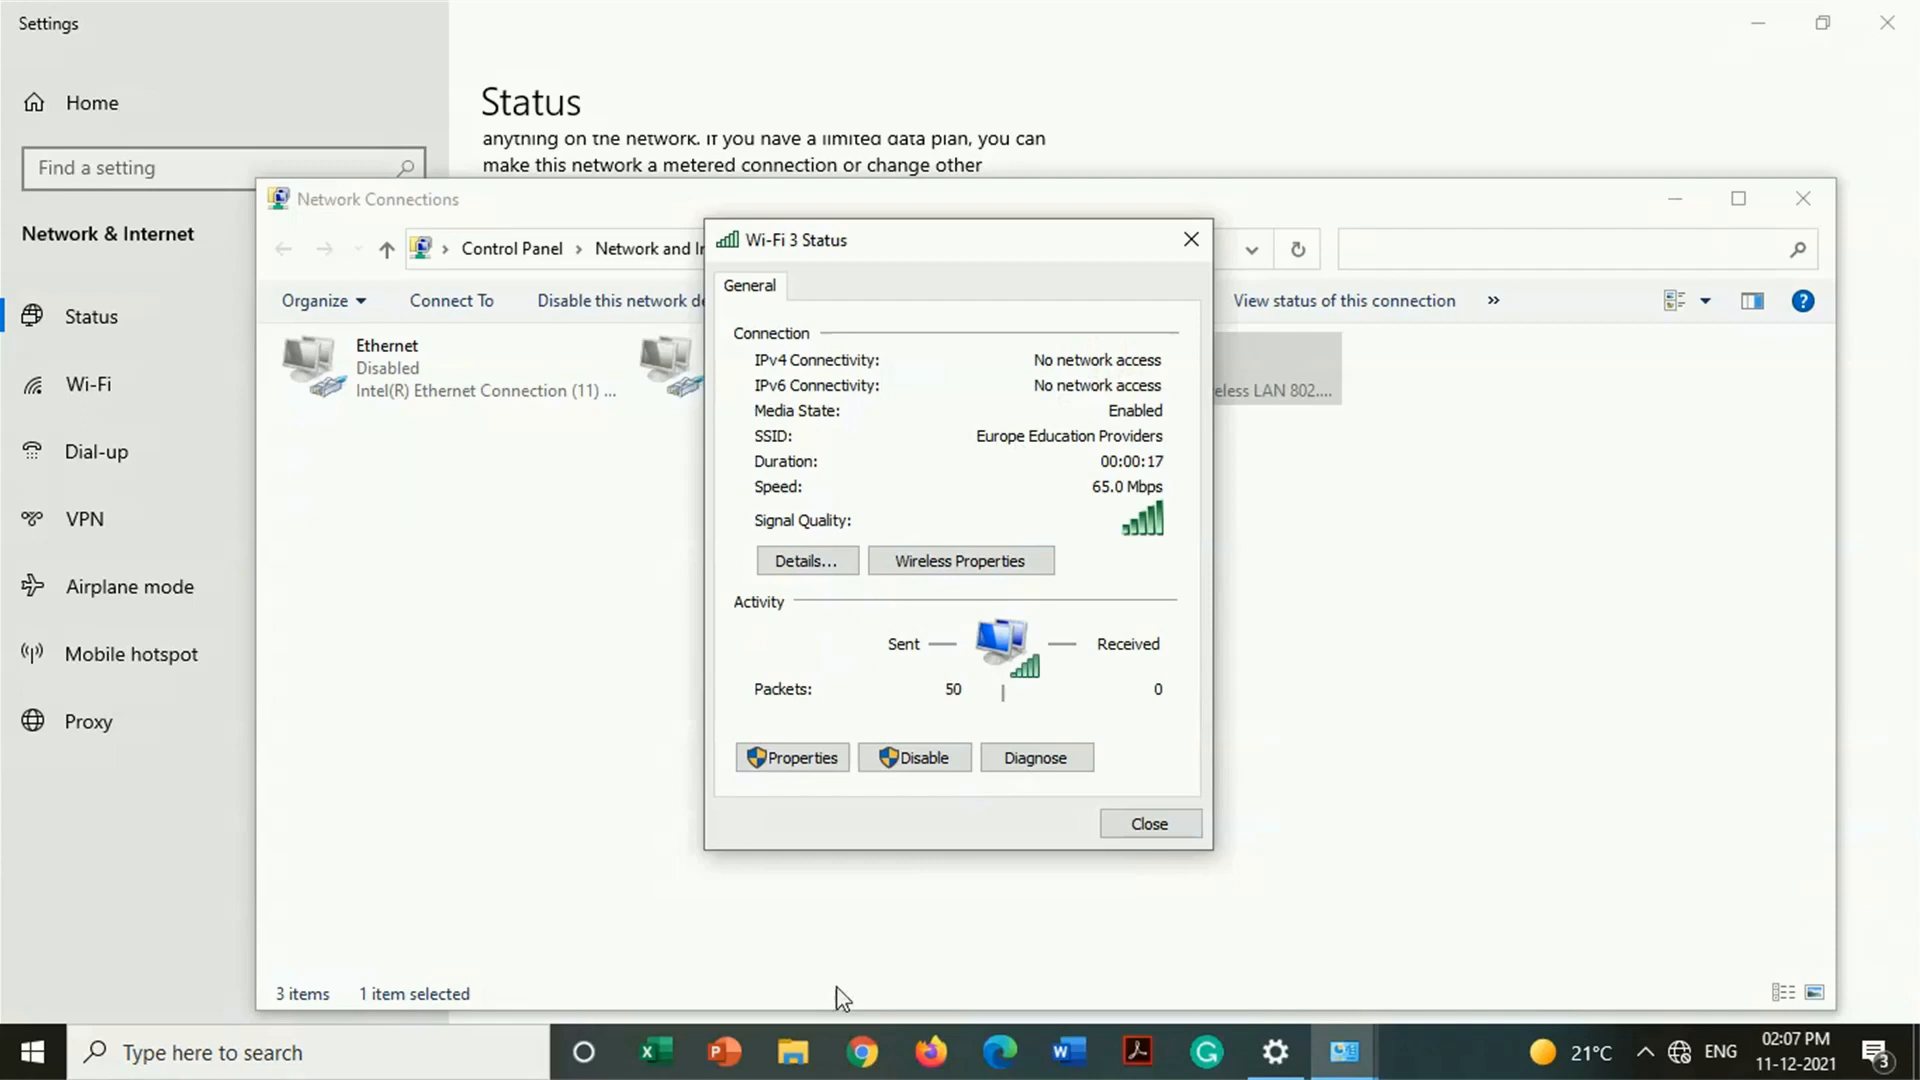 Settings
Home
Find a setting
Network & Internet
Status
Wi-Fi
Dial-up
VPN
Airplane mode
Mobile hotspot
Proxy
Status
anything on the network. If you have a limited data plan, you can
make this network a metered connection or change other
Network Connections
Control Panel > Network and In
Organize
Connect To
Disable this network de
View status of this connection
»
Ethernet
Disabled
Intel(R) Ethernet Connection (11) ...
eless LAN 802....
Wi-Fi 3 Status
General
Connection
IPv4 Connectivity: No network access
IPv6 Connectivity: No network access
Media State: Enabled
SSID: Europe Education Providers
Duration: 00:00:17
Speed: 65.0 Mbps
Signal Quality:
Details...
Wireless Properties
Activity
Sent — Received
Packets: 50 | 0
Properties
Disable
Diagnose
Close
3 items 1 item selected
Type here to search
21°C
ENG
02:07 PM
11-12-2021
3